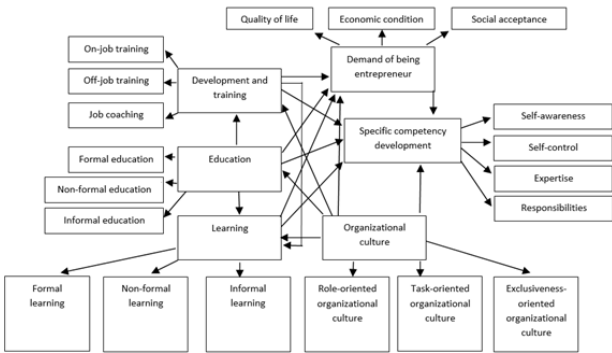 Quality of life
Economic condition
Social acceptance
On-job training
Off-job training
Job coaching
Development and
training
Demand of being
entrepreneur
Specific competency
development
Self-awareness
Self-control
Expertise
Responsibilities
Formal education
Non-formal education
Informal education
Education
Learning
Organizational
culture
Formal
learning
Non-formal
learning
Informal
learning
Role-oriented
organizational
culture
Task-oriented
organizational
culture
Exclusiveness-
oriented
organizational
culture